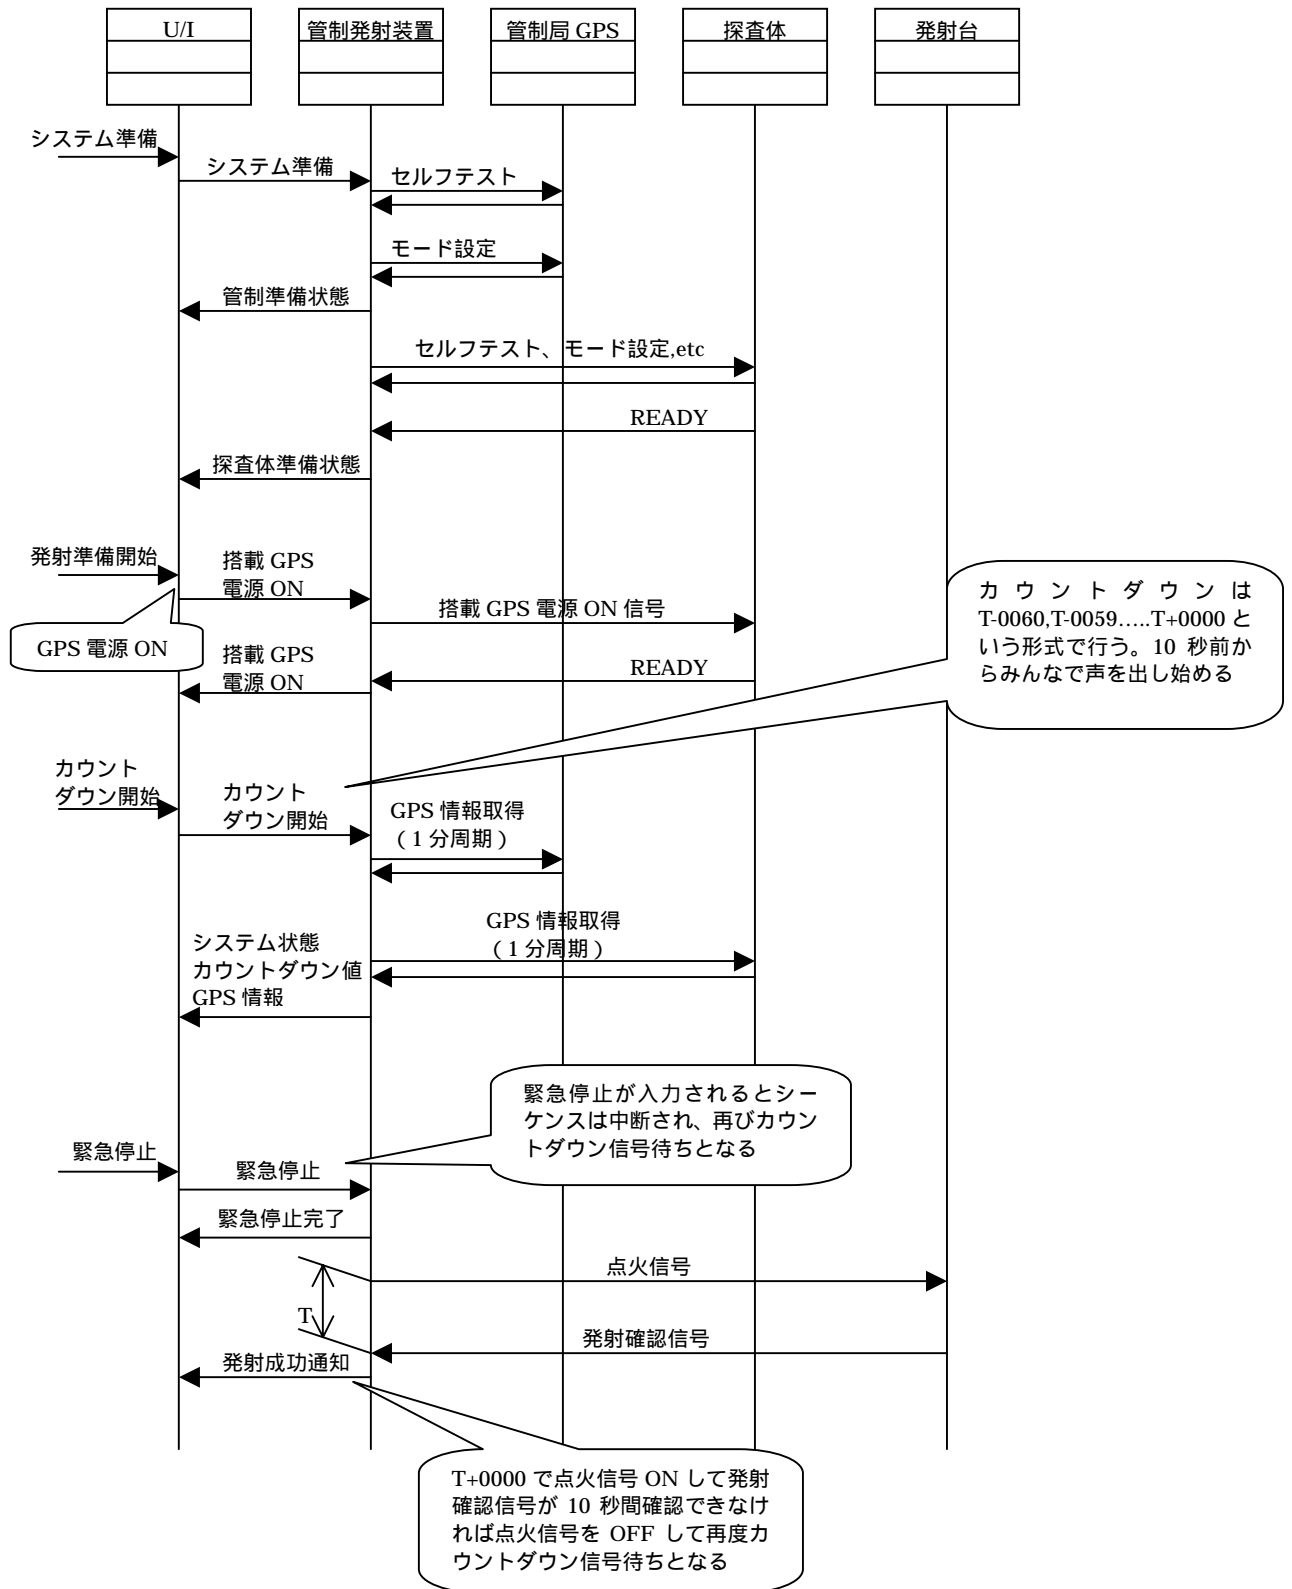 U/I
管制発射装置
管制局 GPS
探査体
発射台
システム準備
システム準備
セルフテスト
モード設定
管制準備状態
セルフテスト、モード設定,etc
READY
探査体準備状態
発射準備開始
搭載 GPS
電源 ON
カウントダウンは
T-0060,T-0059…..T+0000 と
いう形式で行う。10 秒前か
らみんなで声を出し始める
搭載 GPS 電源 ON 信号
GPS 電源 ON
搭載 GPS
電源 ON
READY
カウント
ダウン開始
カウント
ダウン開始
GPS 情報取得
(1 分周期)
GPS 情報取得
(1 分周期)
システム状態
カウントダウン値
GPS 情報
緊急停止が入力されるとシー
ケンスは中断され、再びカウン
トダウン信号待ちとなる
緊急停止
緊急停止
緊急停止完了
点火信号
T
発射確認信号
発射成功通知
T+0000 で点火信号 ON して発射
確認信号が 10 秒間確認できなけ
れば点火信号を OFF して再度カ
ウントダウン信号待ちとなる